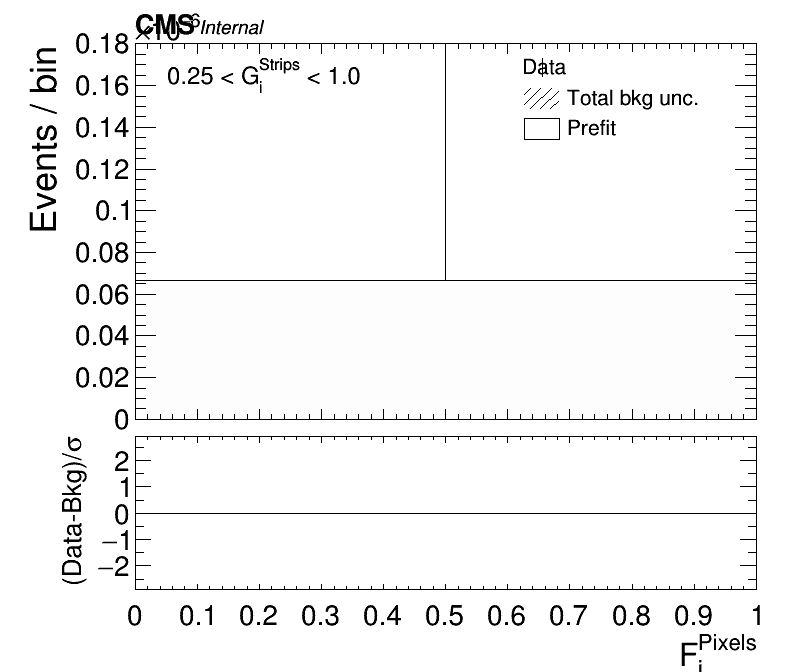 CMS Internal
×10⁻⁶
Events / bin
0.18
0.16
0.14
0.12
0.1
0.08
0.06
0.04
0.02
0
0.25 < G_i^Strips < 1.0
Data
Total bkg unc.
Prefit
(Data-Bkg)/σ
2
1
0
−1
−2
0 0.1 0.2 0.3 0.4 0.5 0.6 0.7 0.8 0.9 1
F_i^Pixels